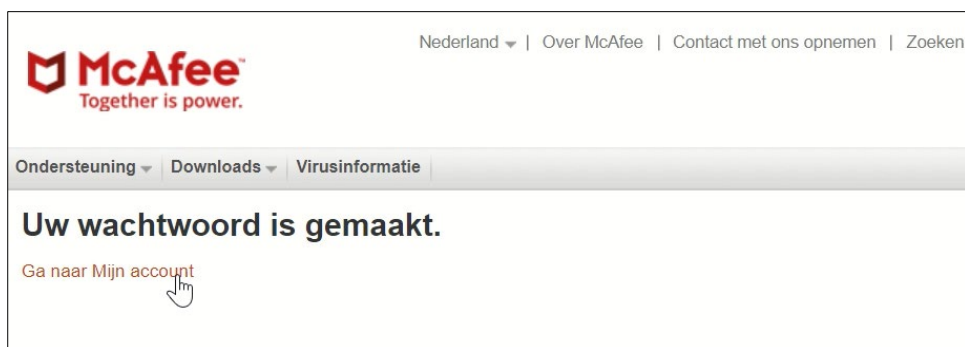 Nederland | Over McAfee | Contact met ons opnemen | Zoeken
McAfee™
Together is power.
Ondersteuning Downloads Virusinformatie
Uw wachtwoord is gemaakt.
Ga naar Mijn account